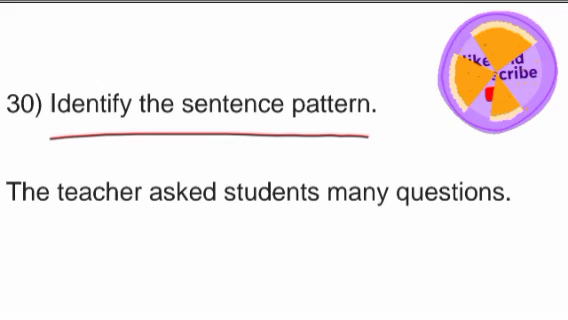 30) Identify the sentence pattern.
The teacher asked students many questions.